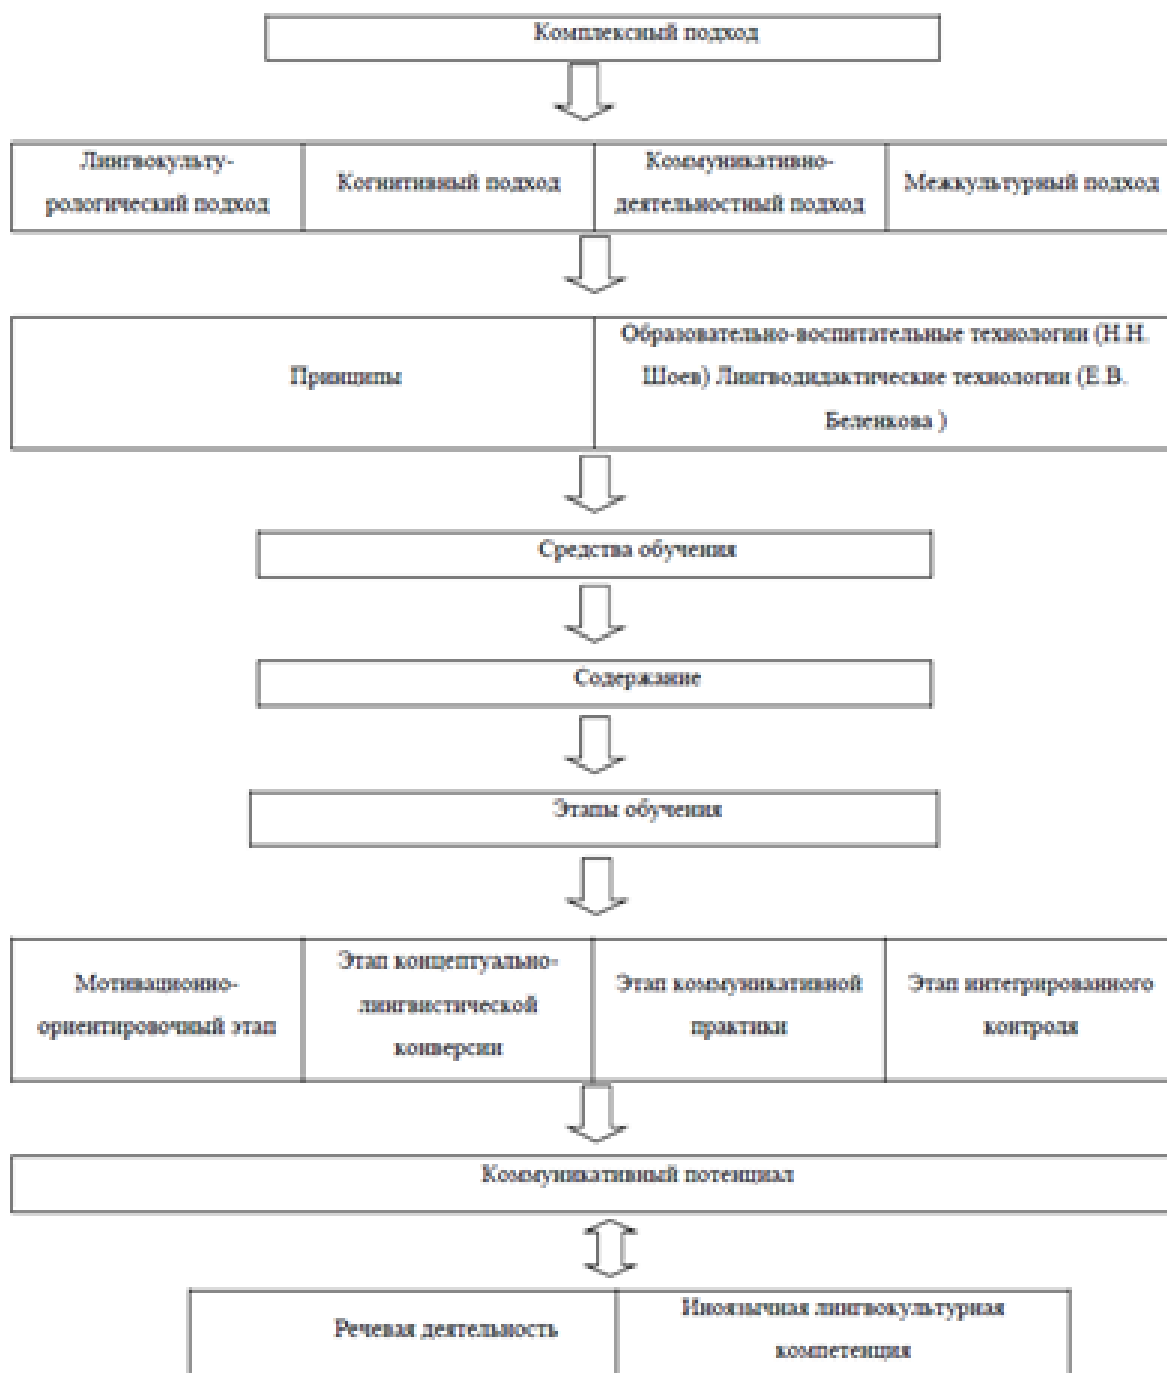 Комплексный подход
Лингвокульту-
рологический подход
Когнитивный подход
Коммуникативно-
деятельностный подход
Межкультурный подход
Принципы
Образовательно-воспитательные технологии (Н.Н.
Шоев) Лингводидактические технологии (Е.В.
Беленкова )
Средства обучения
Содержание
Этапы обучения
Мотивационно-
ориентировочный этап
Этап концептуально-
лингвистической
конверсии
Этап коммуникативной
практики
Этап интегрированного
контроля
Коммуникативный потенциал
Речевая деятельность
Иноязычная лингвокультурная
компетенция